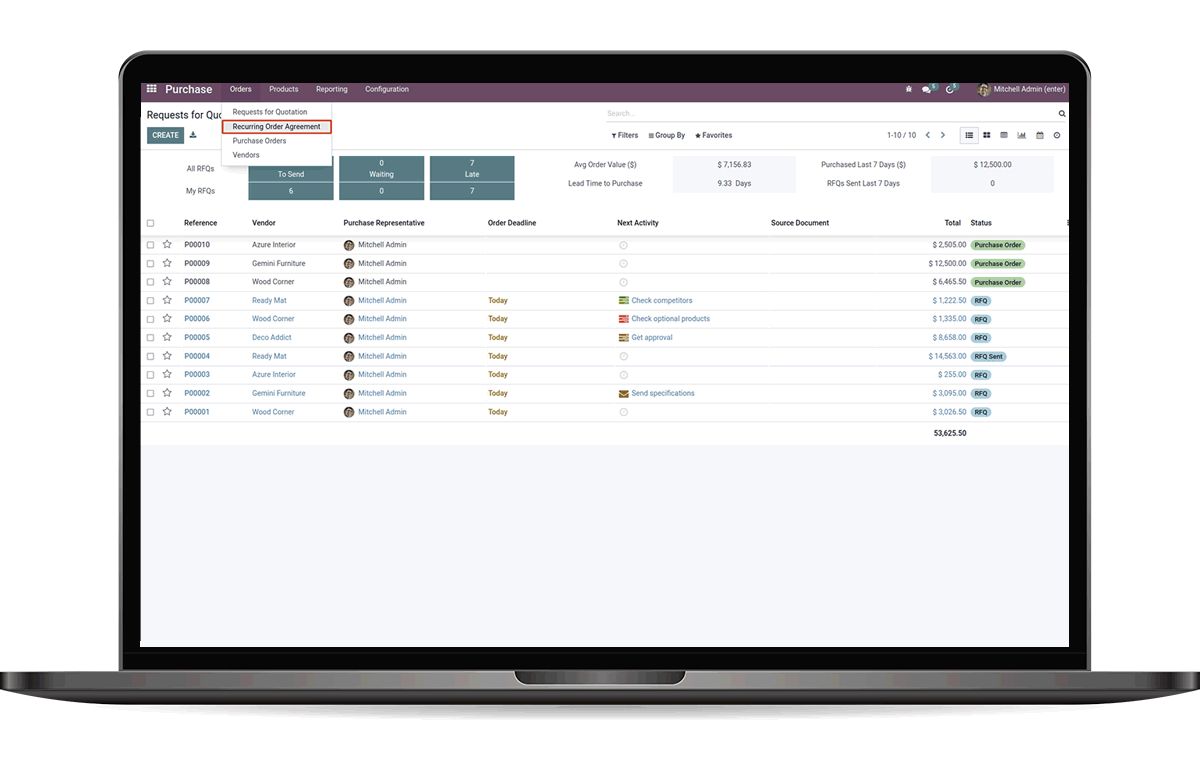 Purchase Orders Products Reporting Configuration 5 5 Mitchell Admin (enter)
Requests for Quo
Requests for Quotation
Recurring Order Agreement
Purchase Orders
Vendors
Search...
CREATE
Filters Group By Favorites 1-10 / 10
All RFQs To Send 0 Waiting 7 Late
My RFQs 6 0 7
Avg Order Value ($) $ 7,156.83 Purchased Last 7 Days ($) $ 12,500.00
Lead Time to Purchase 9.33 Days RFQs Sent Last 7 Days 0
Reference Vendor Purchase Representative Order Deadline Next Activity Source Document Total Status
P00010 Azure Interior Mitchell Admin $ 2,505.00 Purchase Order
P00009 Gemini Furniture Mitchell Admin $ 12,500.00 Purchase Order
P00008 Wood Corner Mitchell Admin $ 6,465.50 Purchase Order
P00007 Ready Mat Mitchell Admin Today Check competitors $ 1,222.50 RFQ
P00006 Wood Corner Mitchell Admin Today Check optional products $ 1,335.00 RFQ
P00005 Deco Addict Mitchell Admin Today Get approval $ 8,658.00 RFQ
P00004 Ready Mat Mitchell Admin Today $ 14,563.00 RFQ Sent
P00003 Azure Interior Mitchell Admin Today $ 255.00 RFQ
P00002 Gemini Furniture Mitchell Admin Today Send specifications $ 3,095.00 RFQ
P00001 Wood Corner Mitchell Admin Today $ 3,026.50 RFQ
53,625.50